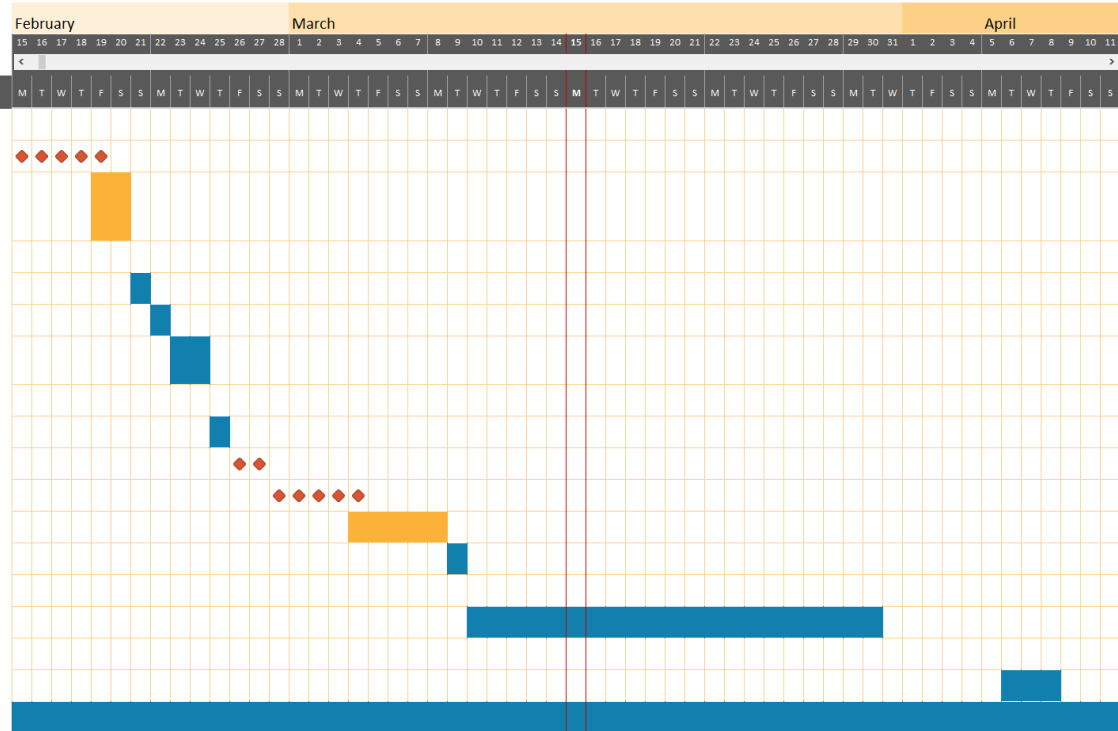 February March April
15 16 17 18 19 20 21 22 23 24 25 26 27 28 1 2 3 4 5 6 7 8 9 10 11 12 13 14 15 16 17 18 19 20 21 22 23 24 25 26 27 28 29 30 31 1 2 3 4 5 6 7 8 9 10 11
M T W T F S S M T W T F S S M T W T F S S M T W T F S S M T W T F S S M T W T F S S M T W T F S S M T W T F S S